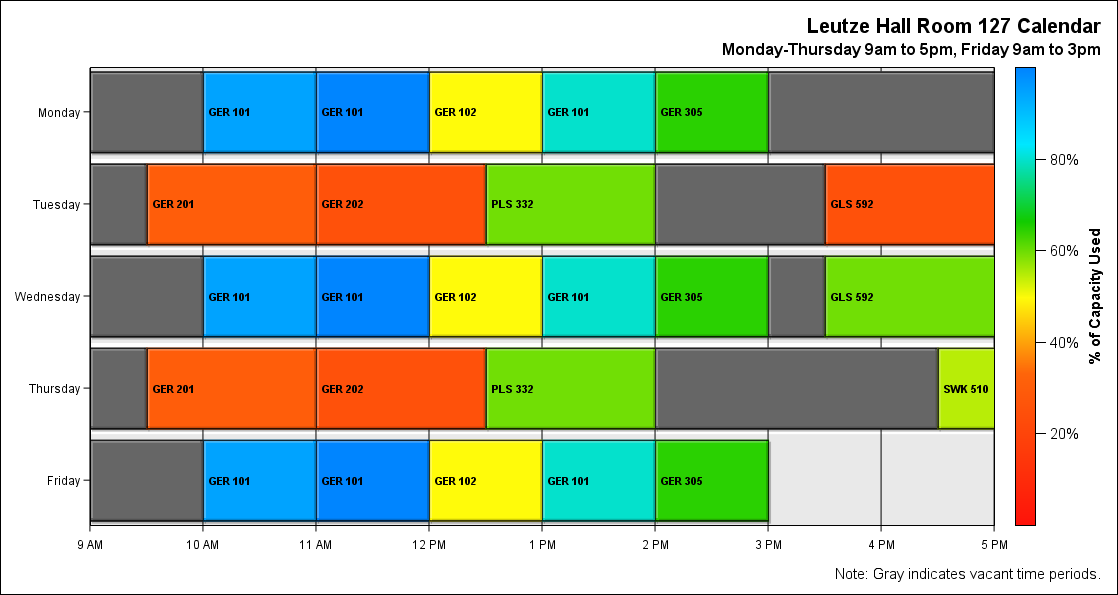 Leutze Hall Room 127 Calendar
Monday-Thursday 9am to 5pm, Friday 9am to 3pm
Monday
GER 101
GER 101
GER 102
GER 101
GER 305
Tuesday
GER 201
GER 202
PLS 332
GLS 592
Wednesday
GER 101
GER 101
GER 102
GER 101
GER 305
GLS 592
Thursday
GER 201
GER 202
PLS 332
SWK 510
Friday
GER 101
GER 101
GER 102
GER 101
GER 305
9 AM
10 AM
11 AM
12 PM
1 PM
2 PM
3 PM
4 PM
5 PM
80%
60%
40%
20%
% of Capacity Used
Note: Gray indicates vacant time periods.